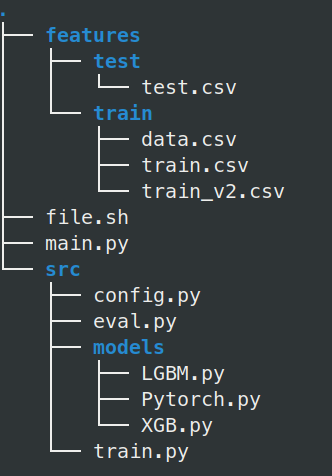 .
features
test
test.csv
train
data.csv
train.csv
train_v2.csv
file.sh
main.py
src
config.py
eval.py
models
LGBM.py
Pytorch.py
XGB.py
train.py